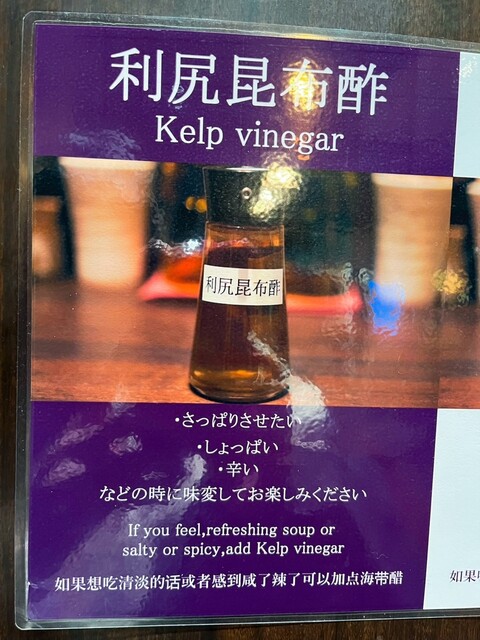 利尻昆布酢
Kelp vinegar
利尻昆布酢
・さっぱりさせたい
・しょっぱい
・辛い
などの時に味変してお楽しみください
If you feel,refreshing soup or
salty or spicy,add Kelp vinegar
如果想吃清淡的话或者感到咸了辣了可以加点海带醋
如果